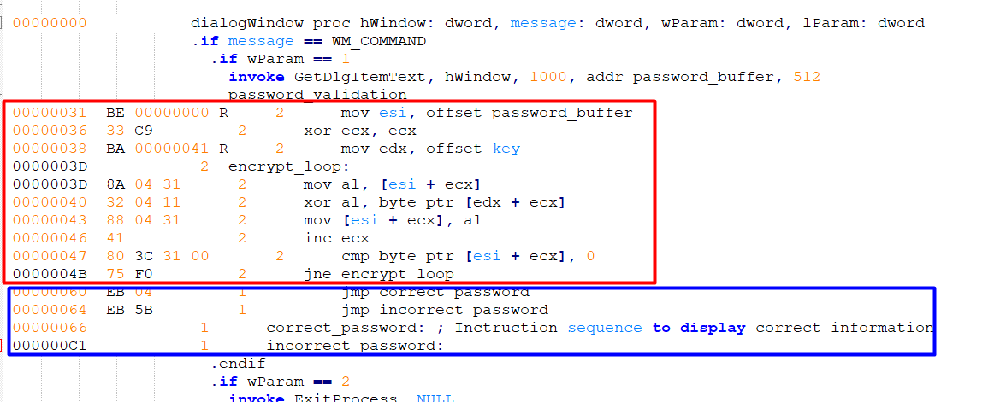 00000000 dialogWindow proc hWindow: dword, message: dword, wParam: dword, lParam: dword
.if message == WM_COMMAND
.if wParam == 1
invoke GetDlgItemText, hWindow, 1000, addr password_buffer, 512
password_validation
00000031 BE 00000000 R 2 mov esi, offset password_buffer
00000036 33 C9 2 xor ecx, ecx
00000038 BA 00000041 R 2 mov edx, offset key
0000003D 2 encrypt_loop:
0000003D 8A 04 31 2 mov al, [esi + ecx]
00000040 32 04 11 2 xor al, byte ptr [edx + ecx]
00000043 88 04 31 2 mov [esi + ecx], al
00000046 41 2 inc ecx
00000047 80 3C 31 00 2 cmp byte ptr [esi + ecx], 0
0000004B 75 F0 2 jne encrypt_loop
00000060 EB 04 1 jmp correct_password
00000064 EB 5B 1 jmp incorrect_password
00000066 1 correct_password: ; Inctruction sequence to display correct information
000000C1 1 incorrect_password:
.endif
.if wParam == 2
invoke ExitProcess, NULL